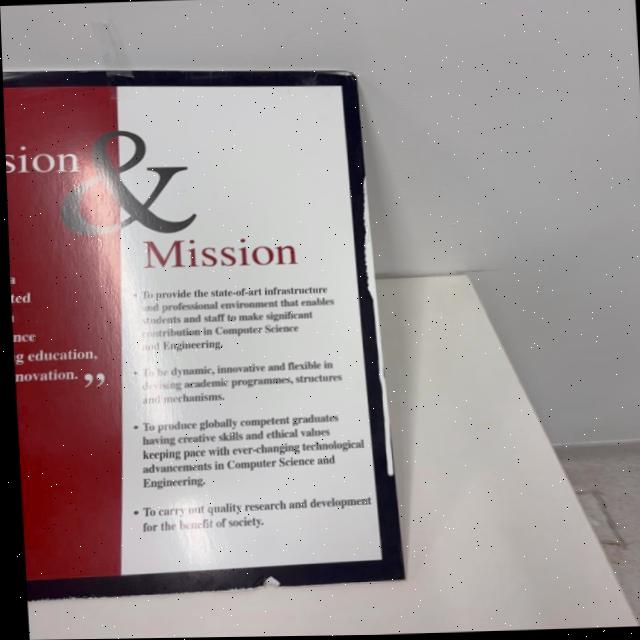 sion
&
Mission
ted
nce
g education,
novation. ”
• To provide the state-of-art infrastructure
and professional environment that enables
students and staff to make significant
contribution in Computer Science
and Engineering.
• To be dynamic, innovative and flexible in
devising academic programmes, structures
and mechanisms.
• To produce globally competent graduates
having creative skills and ethical values
keeping pace with ever-changing technological
advancements in Computer Science and
Engineering.
• To carry out quality research and development
for the benefit of society.